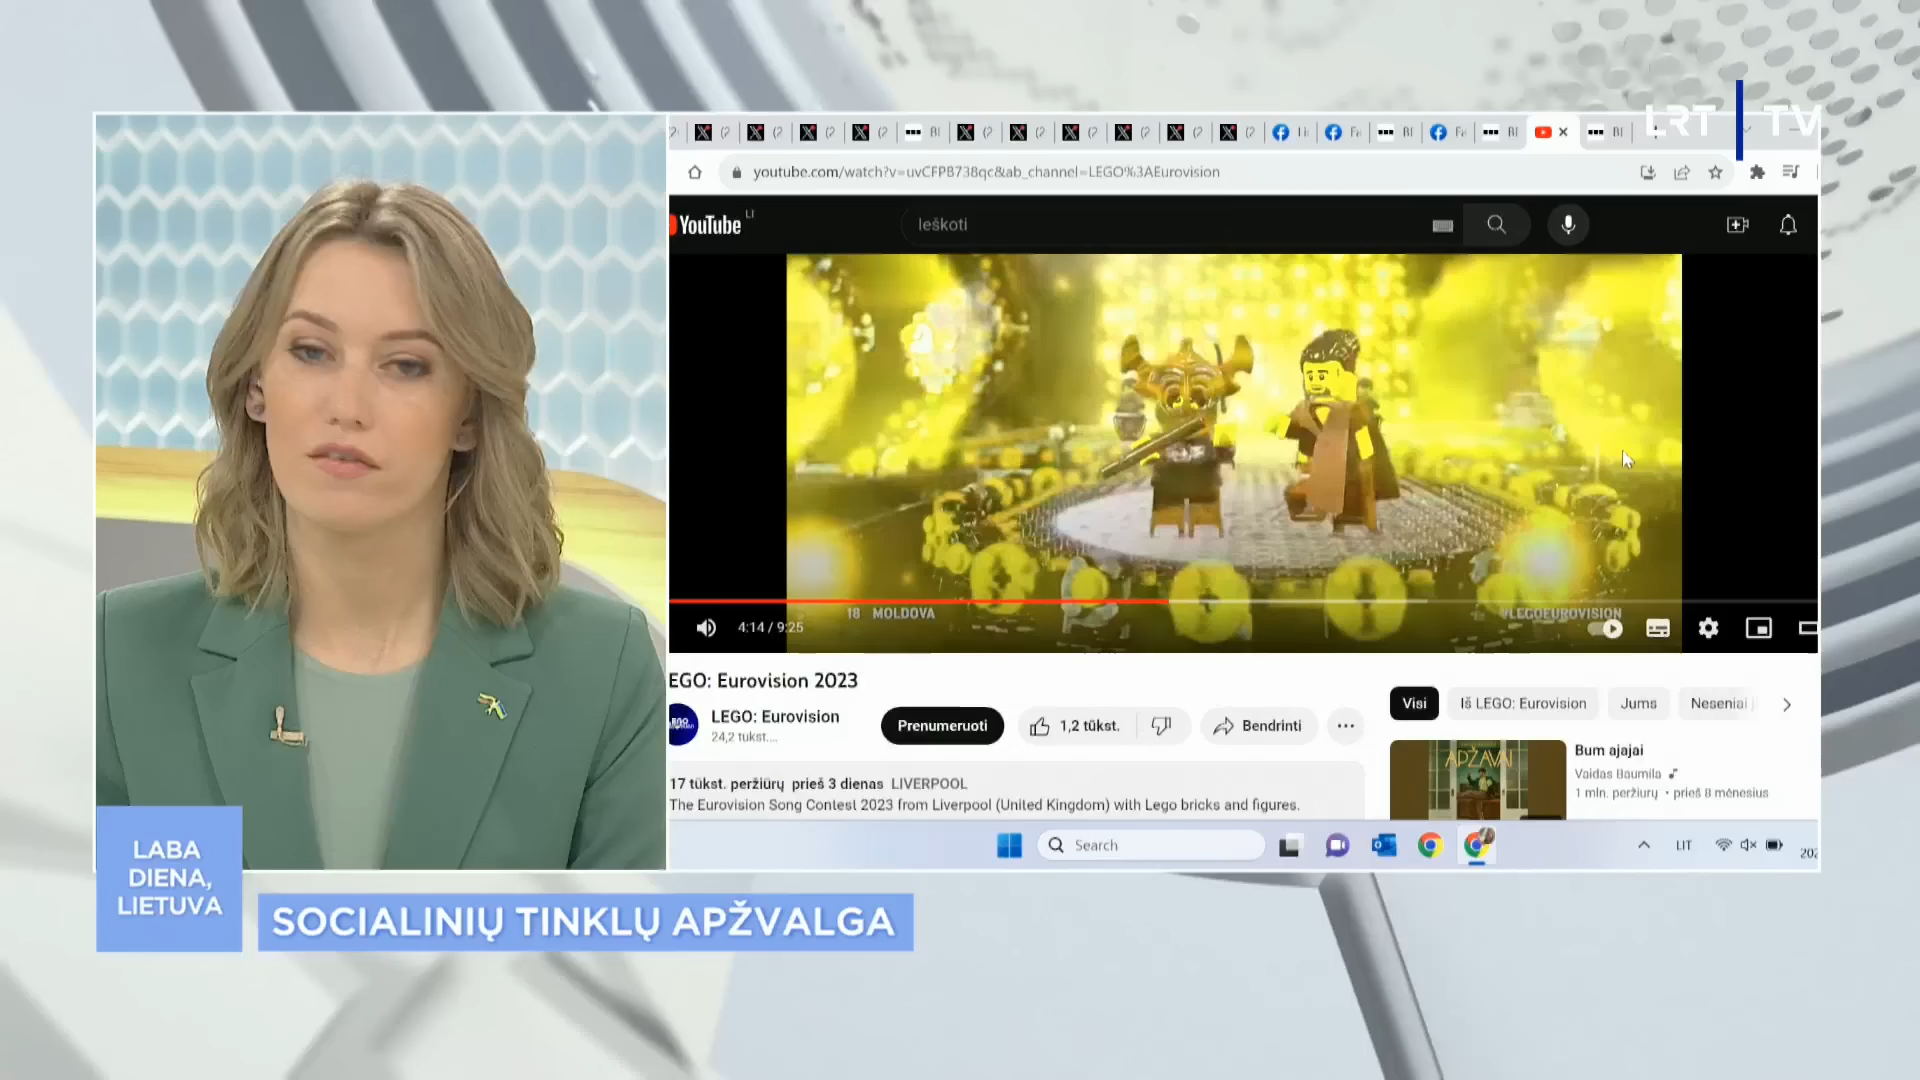 LRT TV
youtube.com/watch?v=uvCFPB738qc&ab_channel=LEGO%3AEurovision
YouTube LT
Ieškoti
18 MOLDOVA
#LEGOEUROVISION
4:14 / 9:25
EGO: Eurovision 2023
LEGO: Eurovision
24,2 tūkst....
Prenumeruoti
1,2 tūkst.
Bendrinti
17 tūkst. peržiūrų prieš 3 dienas LIVERPOOL
The Eurovision Song Contest 2023 from Liverpool (United Kingdom) with Lego bricks and figures.
Visi
Iš LEGO: Eurovision
Jums
Neseniai
APŽAVAI
Bum ajajai
Vaidas Baumila
1 mln. peržiūrų • prieš 8 mėnesius
Search
LIT
LABA
DIENA,
LIETUVA
SOCIALINIŲ TINKLŲ APŽVALGA